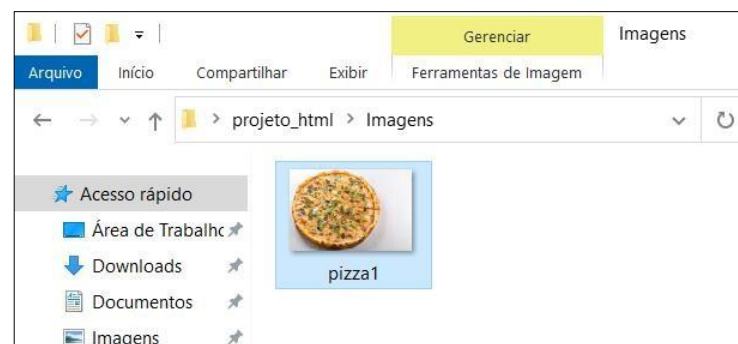 Gerenciar
Imagens
Arquivo
Início
Compartilhar
Exibir
Ferramentas de Imagem
projeto_html > Imagens
Acesso rápido
Área de Trabalhc
Downloads
Documentos
Imagens
pizza1